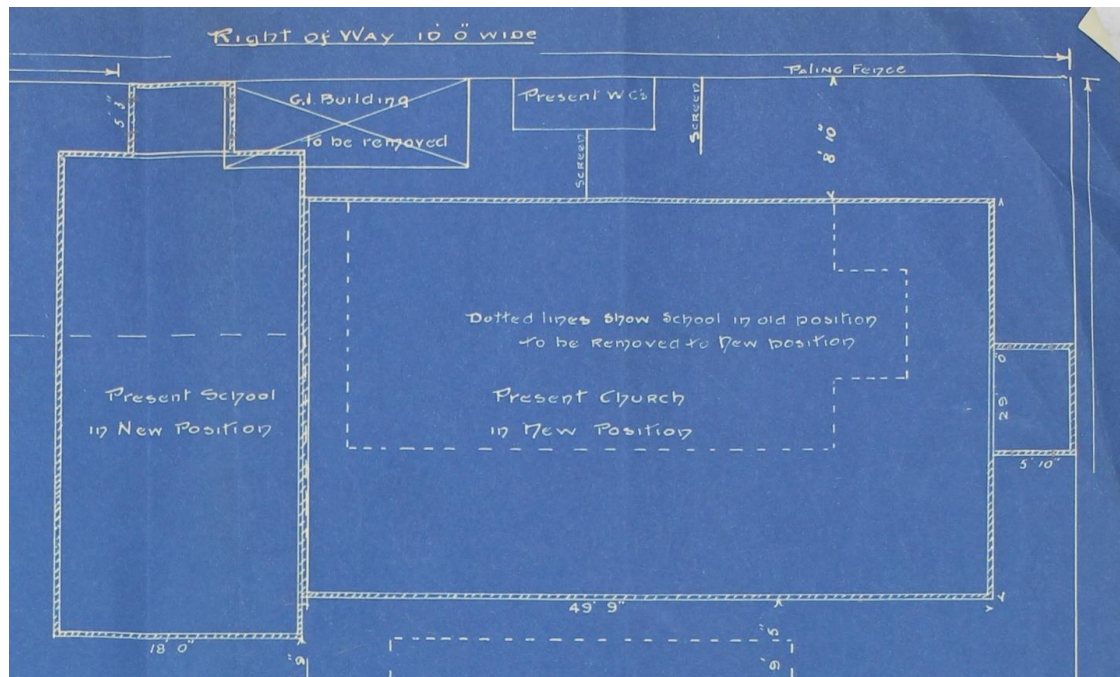 Right of Way 10' 0" wide
Paling Fence
5' 3"
G.I. Building
to be removed
Present W.C's
Screen
Screen
8' 10"
Dotted lines show School in old position
to be Removed to New position
Present School
in New Position
Present Church
in New Position
29' 0"
5' 10"
49' 9"
18' 0"